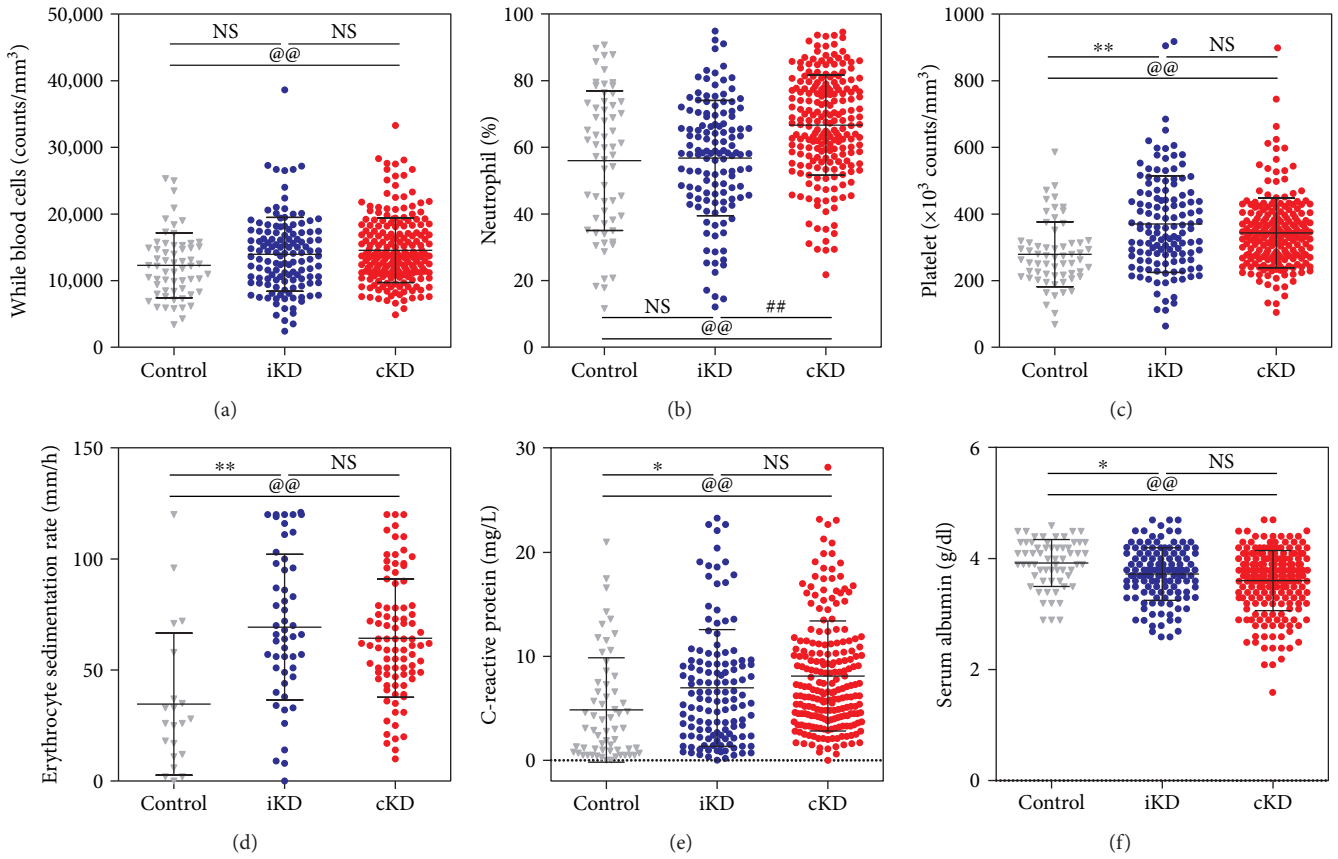 While blood cells (counts/mm³)
50,000
40,000
30,000
20,000
10,000
0
NS
NS
@@
Control
iKD
cKD
(a)
Neutrophil (%)
100
80
60
40
20
0
NS
##
@@
Control
iKD
cKD
(b)
Platelet (×10³ counts/mm³)
1000
800
600
400
200
0
**
NS
@@
Control
iKD
cKD
(c)
Erythrocyte sedimentation rate (mm/h)
150
100
50
0
**
NS
@@
Control
iKD
cKD
(d)
C-reactive protein (mg/L)
30
20
10
0
*
NS
@@
Control
iKD
cKD
(e)
Serum albumin (g/dl)
6
4
2
0
*
NS
@@
Control
iKD
cKD
(f)